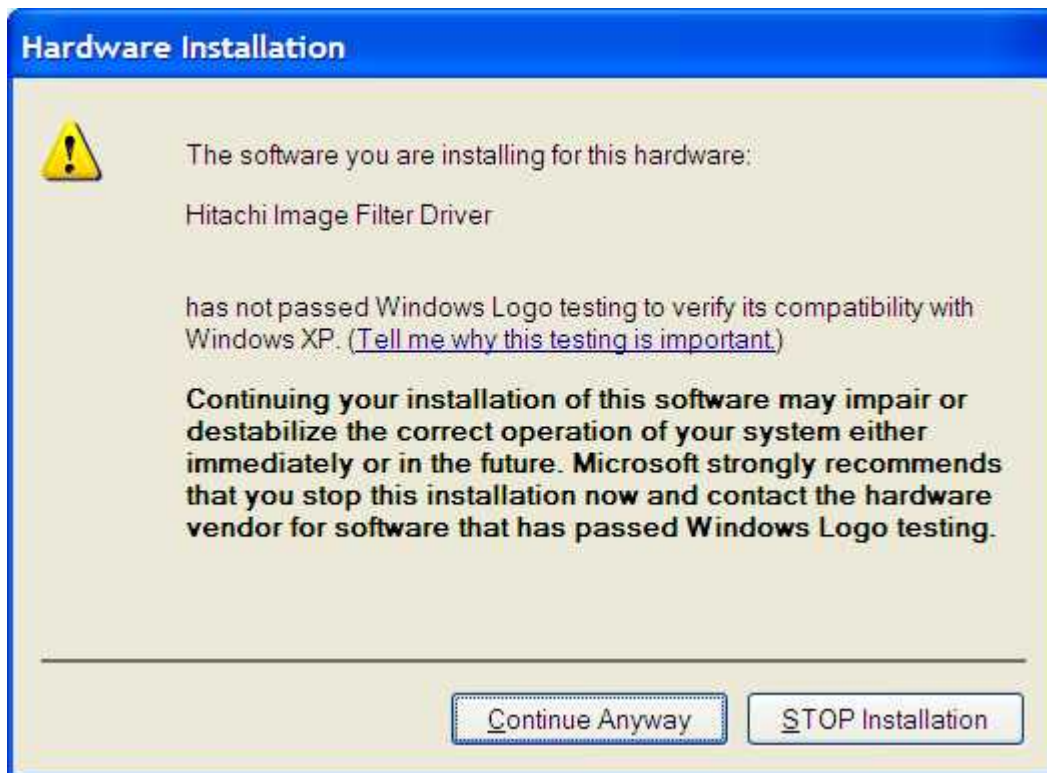 Hardware Installation
The software you are installing for this hardware:
Hitachi Image Filter Driver
has not passed Windows Logo testing to verify its compatibility with
Windows XP. (Tell me why this testing is important.)
Continuing your installation of this software may impair or
destabilize the correct operation of your system either
immediately or in the future. Microsoft strongly recommends
that you stop this installation now and contact the hardware
vendor for software that has passed Windows Logo testing.
Continue Anyway
STOP Installation